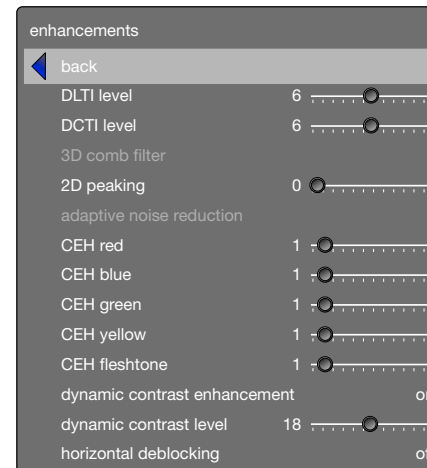 enhancements
back
DLTI level 6
DCTI level 6
3D comb filter
2D peaking 0
adaptive noise reduction
CEH red 1
CEH blue 1
CEH green 1
CEH yellow 1
CEH fleshtone 1
dynamic contrast enhancement
dynamic contrast level 18
horizontal deblocking